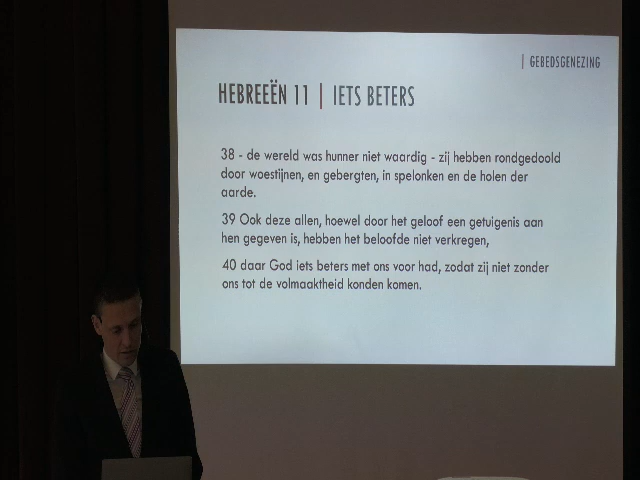 | GEBEDSGENEZING
HEBREEËN 11 | IETS BETERS
38 - de wereld was hunner niet waardig - zij hebben rondgedoold
door woestijnen, en gebergten, in spelonken en de holen der
aarde.
39 Ook deze allen, hoewel door het geloof een getuigenis aan
hen gegeven is, hebben het beloofde niet verkregen,
40 daar God iets beters met ons voor had, zodat zij niet zonder
ons tot de volmaaktheid konden komen.